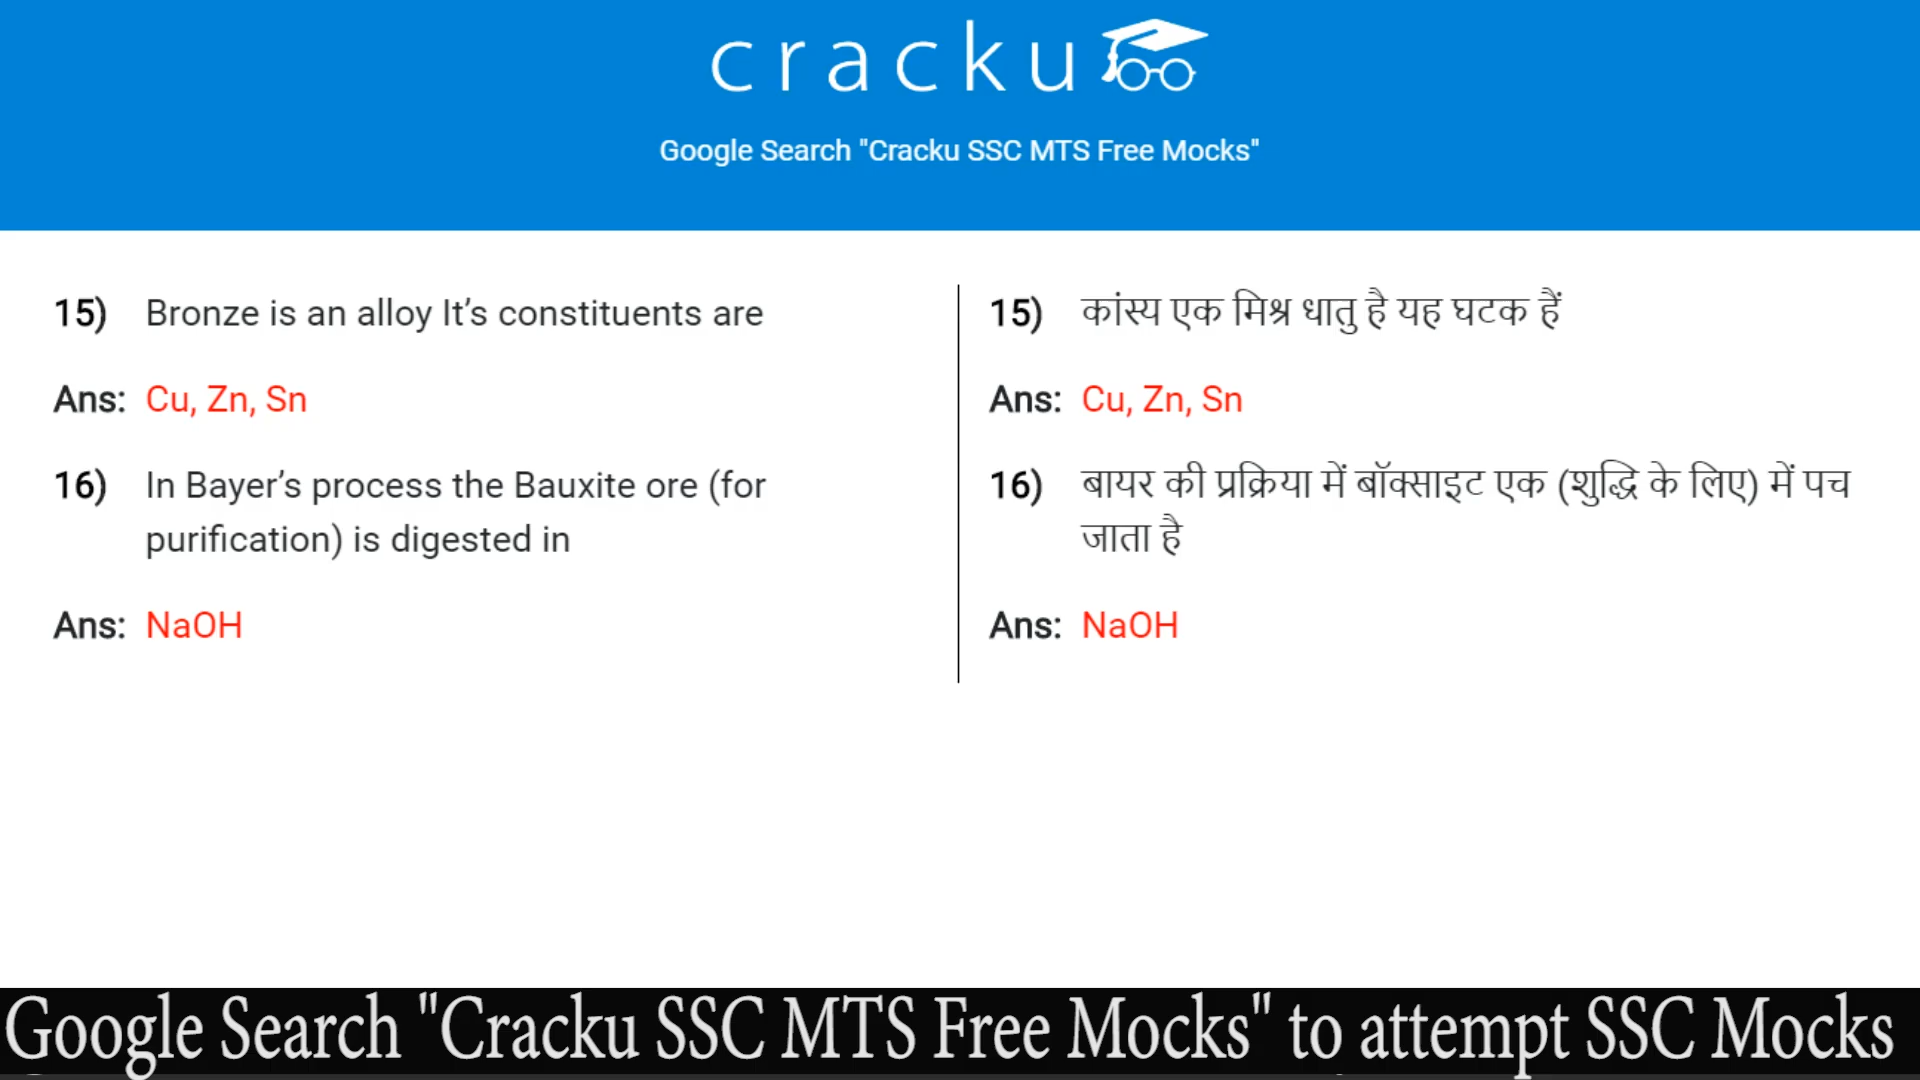 cracku
Google Search "Cracku SSC MTS Free Mocks"
15) Bronze is an alloy It’s constituents are
Ans: Cu, Zn, Sn
16) In Bayer’s process the Bauxite ore (for
purification) is digested in
Ans: NaOH
15) कांस्य एक मिश्र धातु है यह घटक हैं
Ans: Cu, Zn, Sn
16) बायर की प्रक्रिया में बॉक्साइट एक (शुद्धि के लिए) में पच
जाता है
Ans: NaOH
Google Search "Cracku SSC MTS Free Mocks" to attempt SSC Mocks